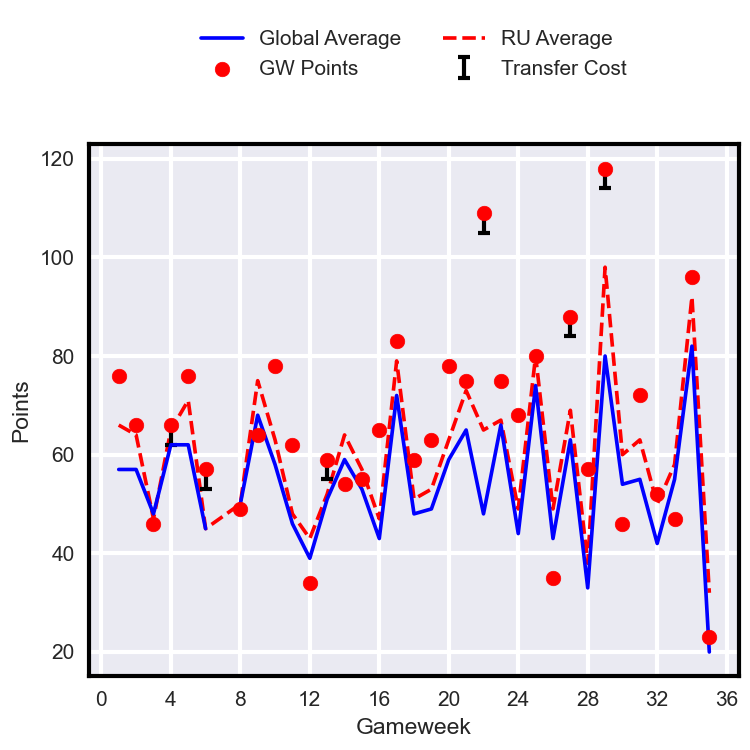 Global Average
RU Average
GW Points
Transfer Cost
120
100
80
60
40
20
Points
0 4 8 12 16 20 24 28 32 36
Gameweek